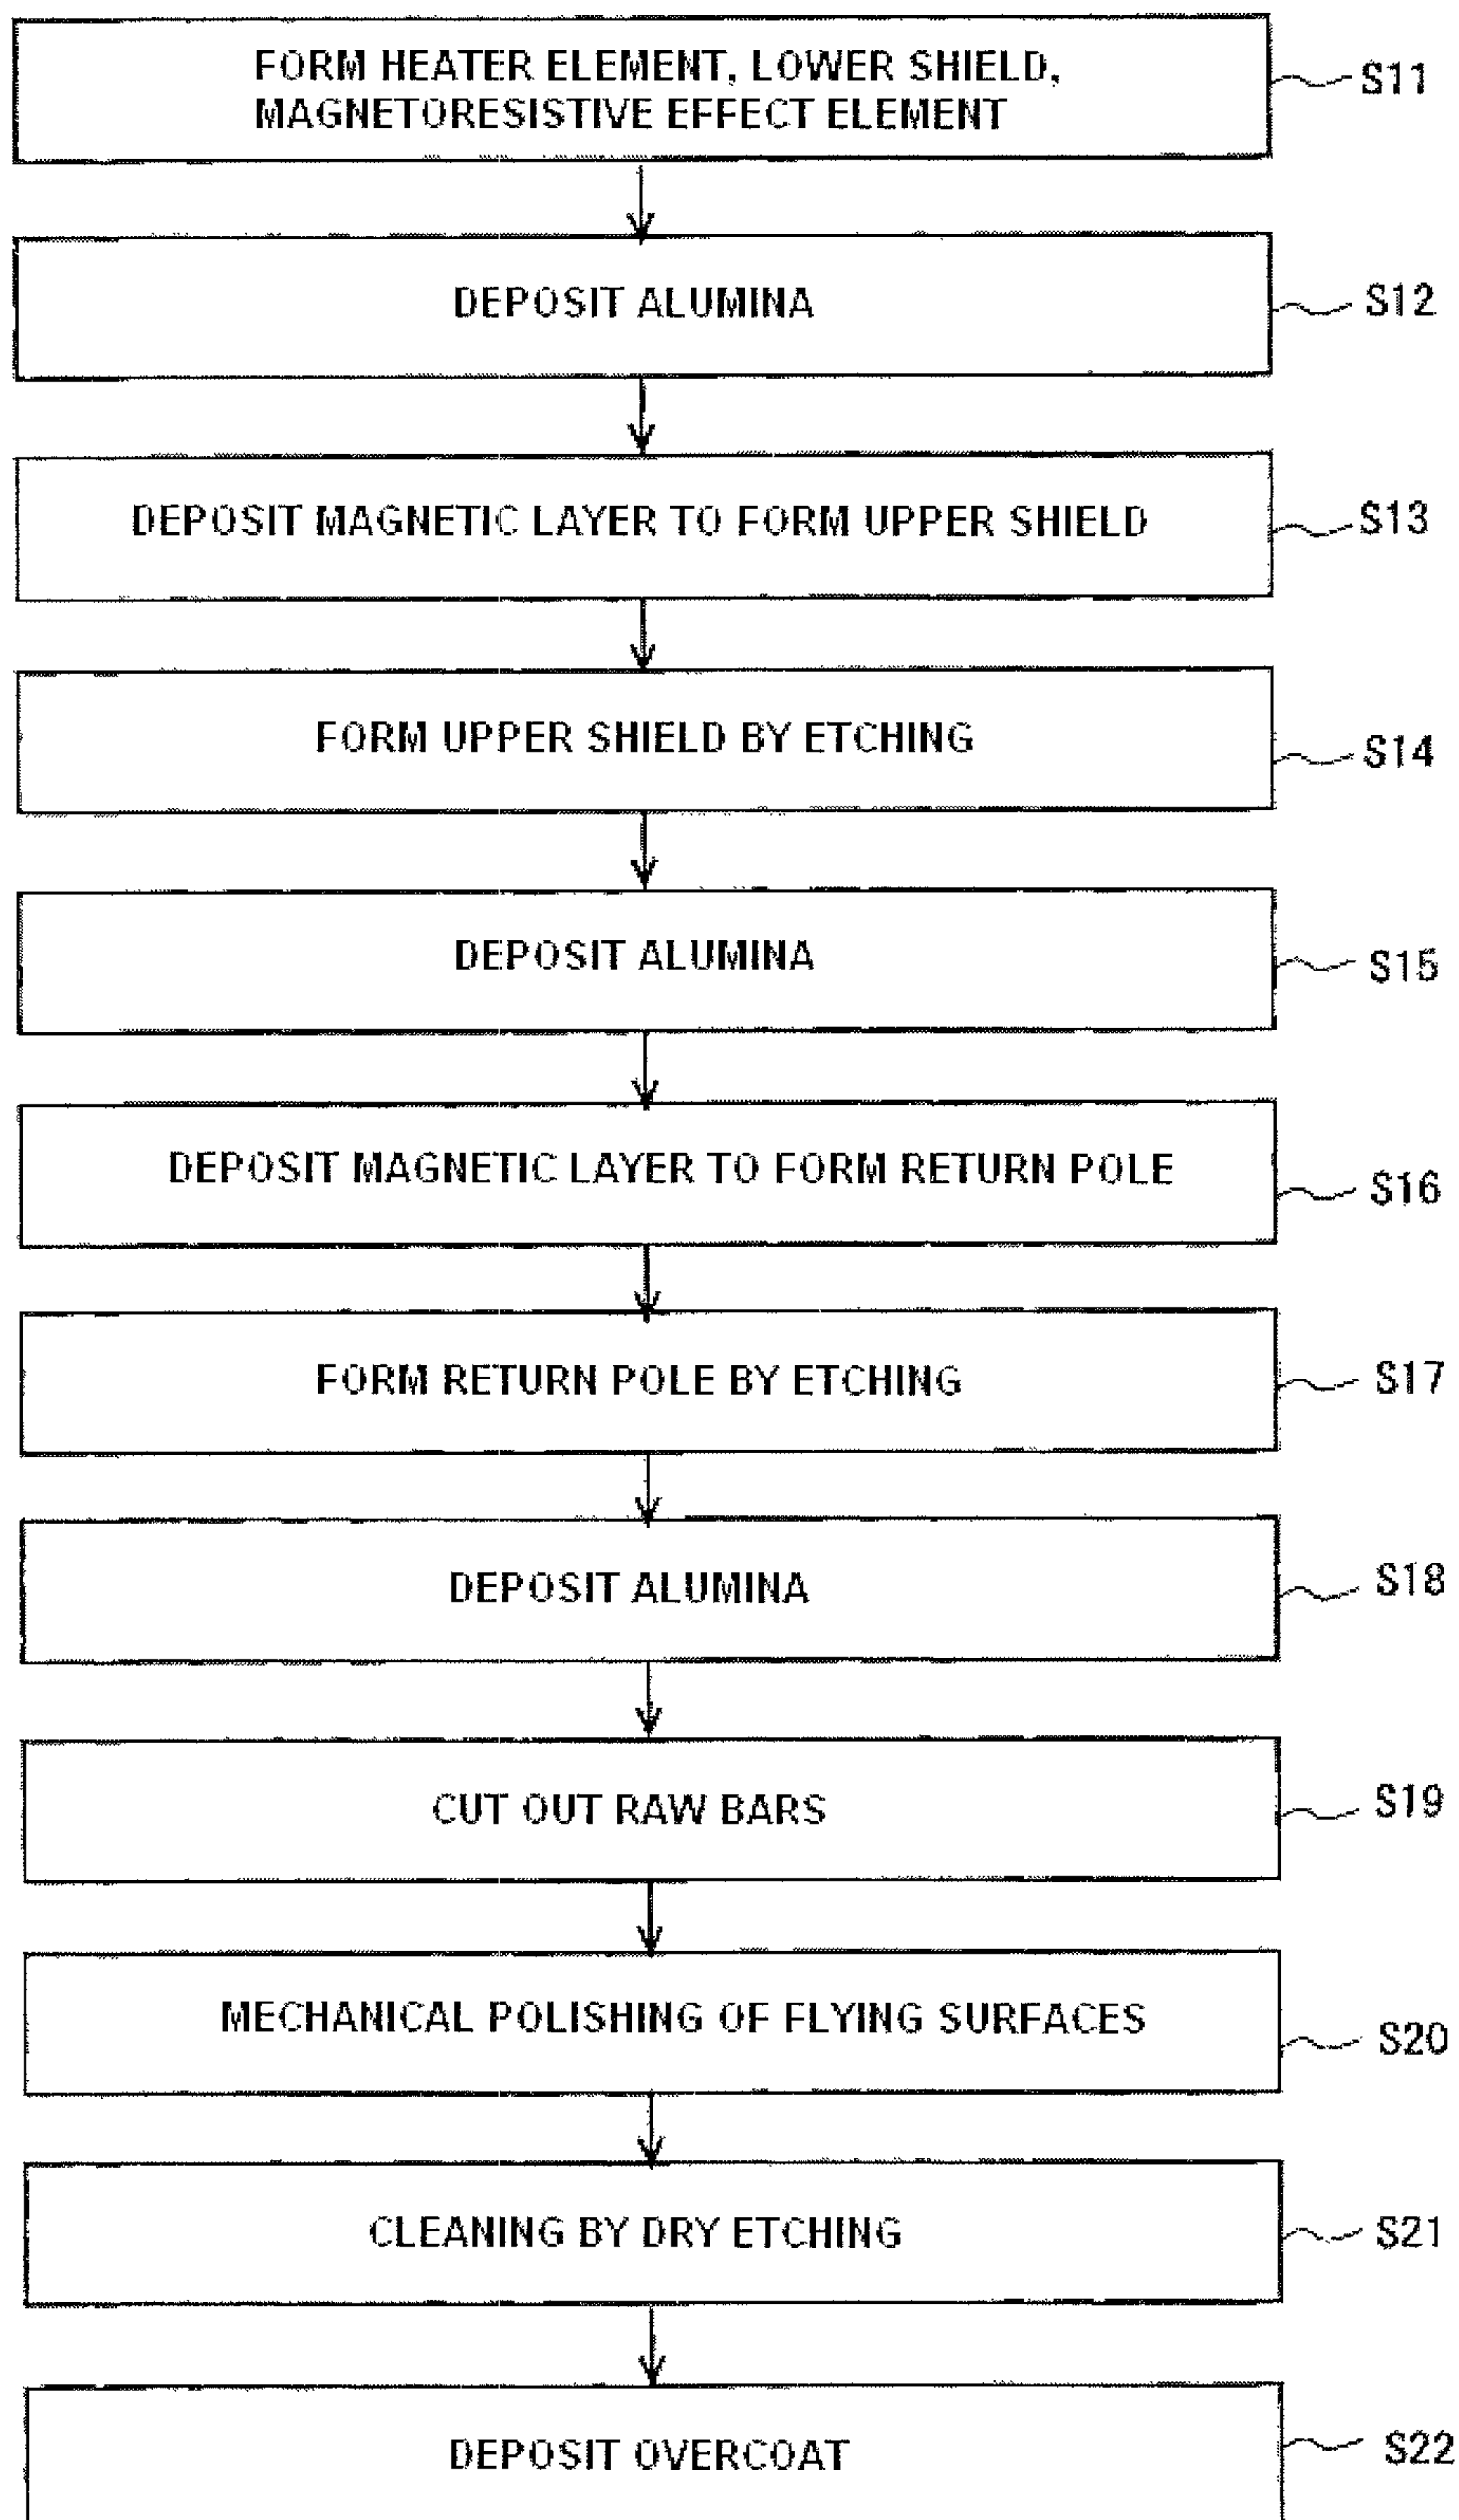 FORM HEATER ELEMENT, LOWER SHIELD,
MAGNETORESISTIVE EFFECT ELEMENT
S11
DEPOSIT ALUMINA
S12
DEPOSIT MAGNETIC LAYER TO FORM UPPER SHIELD
S13
FORM UPPER SHIELD BY ETCHING
S14
DEPOSIT ALUMINA
S15
DEPOSIT MAGNETIC LAYER TO FORM RETURN POLE
S16
FORM RETURN POLE BY ETCHING
S17
DEPOSIT ALUMINA
S18
CUT OUT RAW BARS
S19
MECHANICAL POLISHING OF FLYING SURFACES
S20
CLEANING BY DRY ETCHING
S21
DEPOSIT OVERCOAT
S22